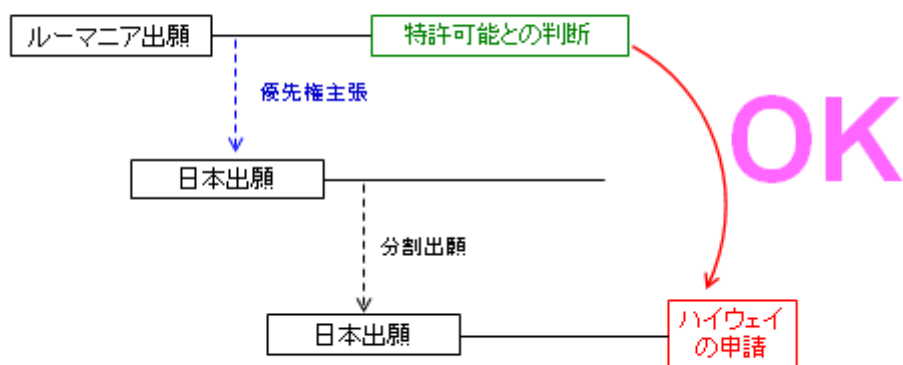 ルーマニア出願
特許可能との判断
優先権主張
OK
日本出願
分割出願
日本出願
ハイウェイ
の申請